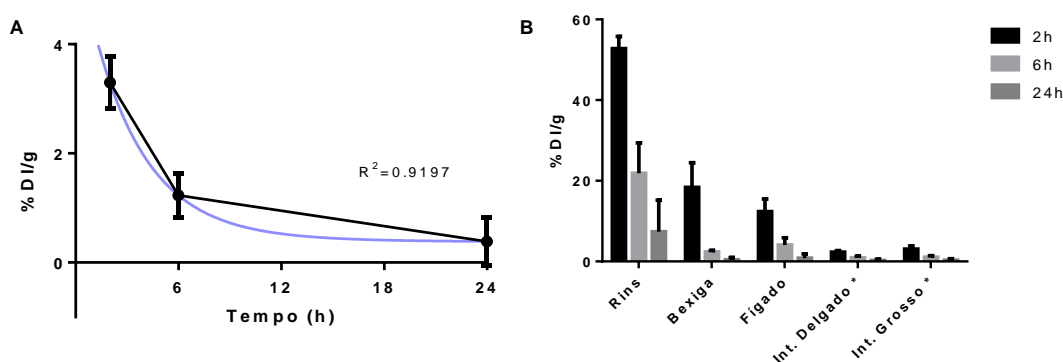 A
4
2
0
% DI/g
R²=0.9197
6
12
18
24
Tempo (h)
B
60
40
20
0
% DI/g
Rins
Bexiga
Fígado
Int. Delgado*
Int. Grosso*
2h
6h
24h